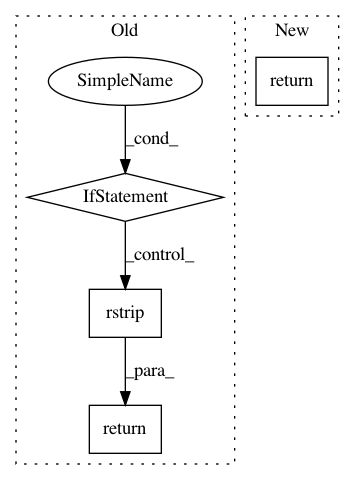 Old
New
SimpleName
return
_cond_
IfStatement
_control_
rstrip
_para_
return